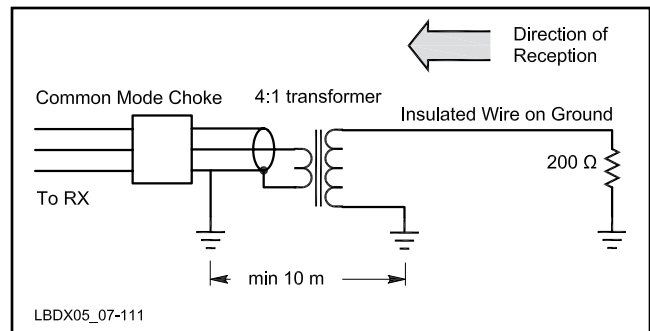 Direction of
Reception
Common Mode Choke
4:1 transformer
Insulated Wire on Ground
200 Ω
To RX
min 10 m
LBDX05_07-111